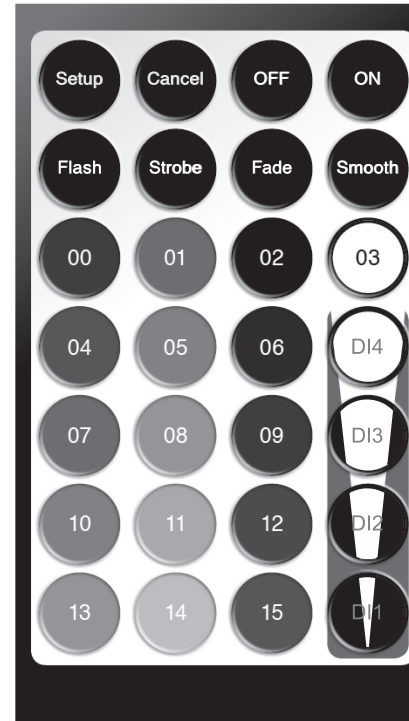 Setup Cancel OFF ON
Flash Strobe Fade Smooth
00 01 02 03
04 05 06 DI4
07 08 09 DI3
10 11 12 DI2
13 14 15 DI1